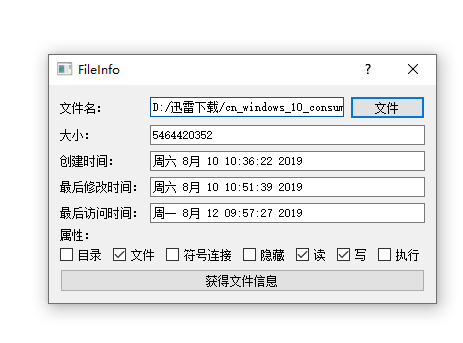 FileInfo
文件名： D:/迅雷下载/cn_windows_10_consum 文件
大小： 5464420352
创建时间： 周六 8月 10 10:36:22 2019
最后修改时间： 周六 8月 10 10:51:39 2019
最后访问时间： 周一 8月 12 09:57:27 2019
属性：
目录 文件 符号连接 隐藏 读 写 执行
获得文件信息